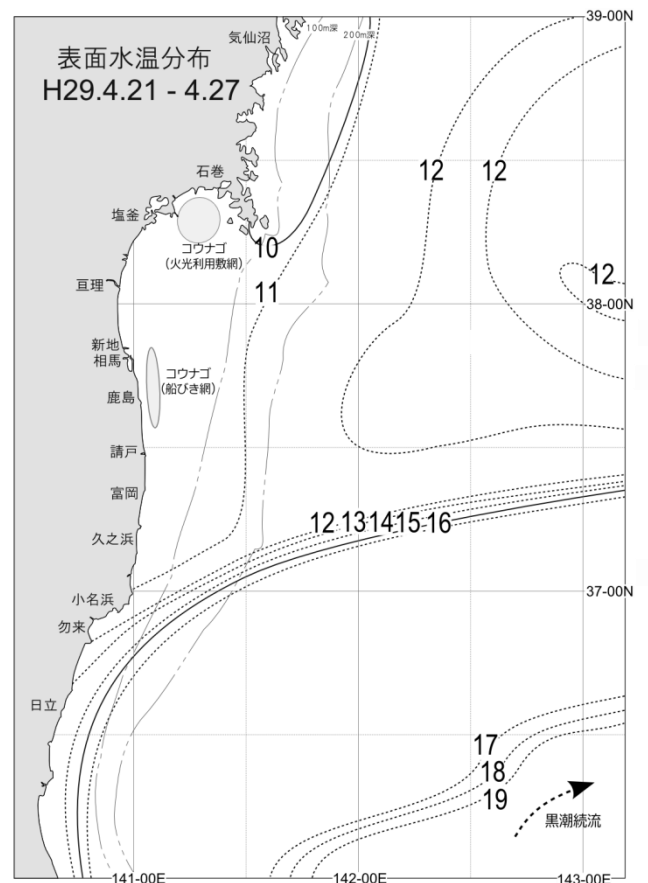 39-00N
気仙沼
100m深
200m深
表面水温分布
H29.4.21 - 4.27
12
12
石巻
塩釜
コウナゴ
(火光利用敷網)
10
12
亘理
11
38-00N
新地
相馬
コウナゴ
(船びき網)
鹿島
請戸
富岡
12 13 14 15 16
久之浜
37-00N
小名浜
勿来
日立
17
18
19
黒潮続流
141-00E
142-00E
143-00E